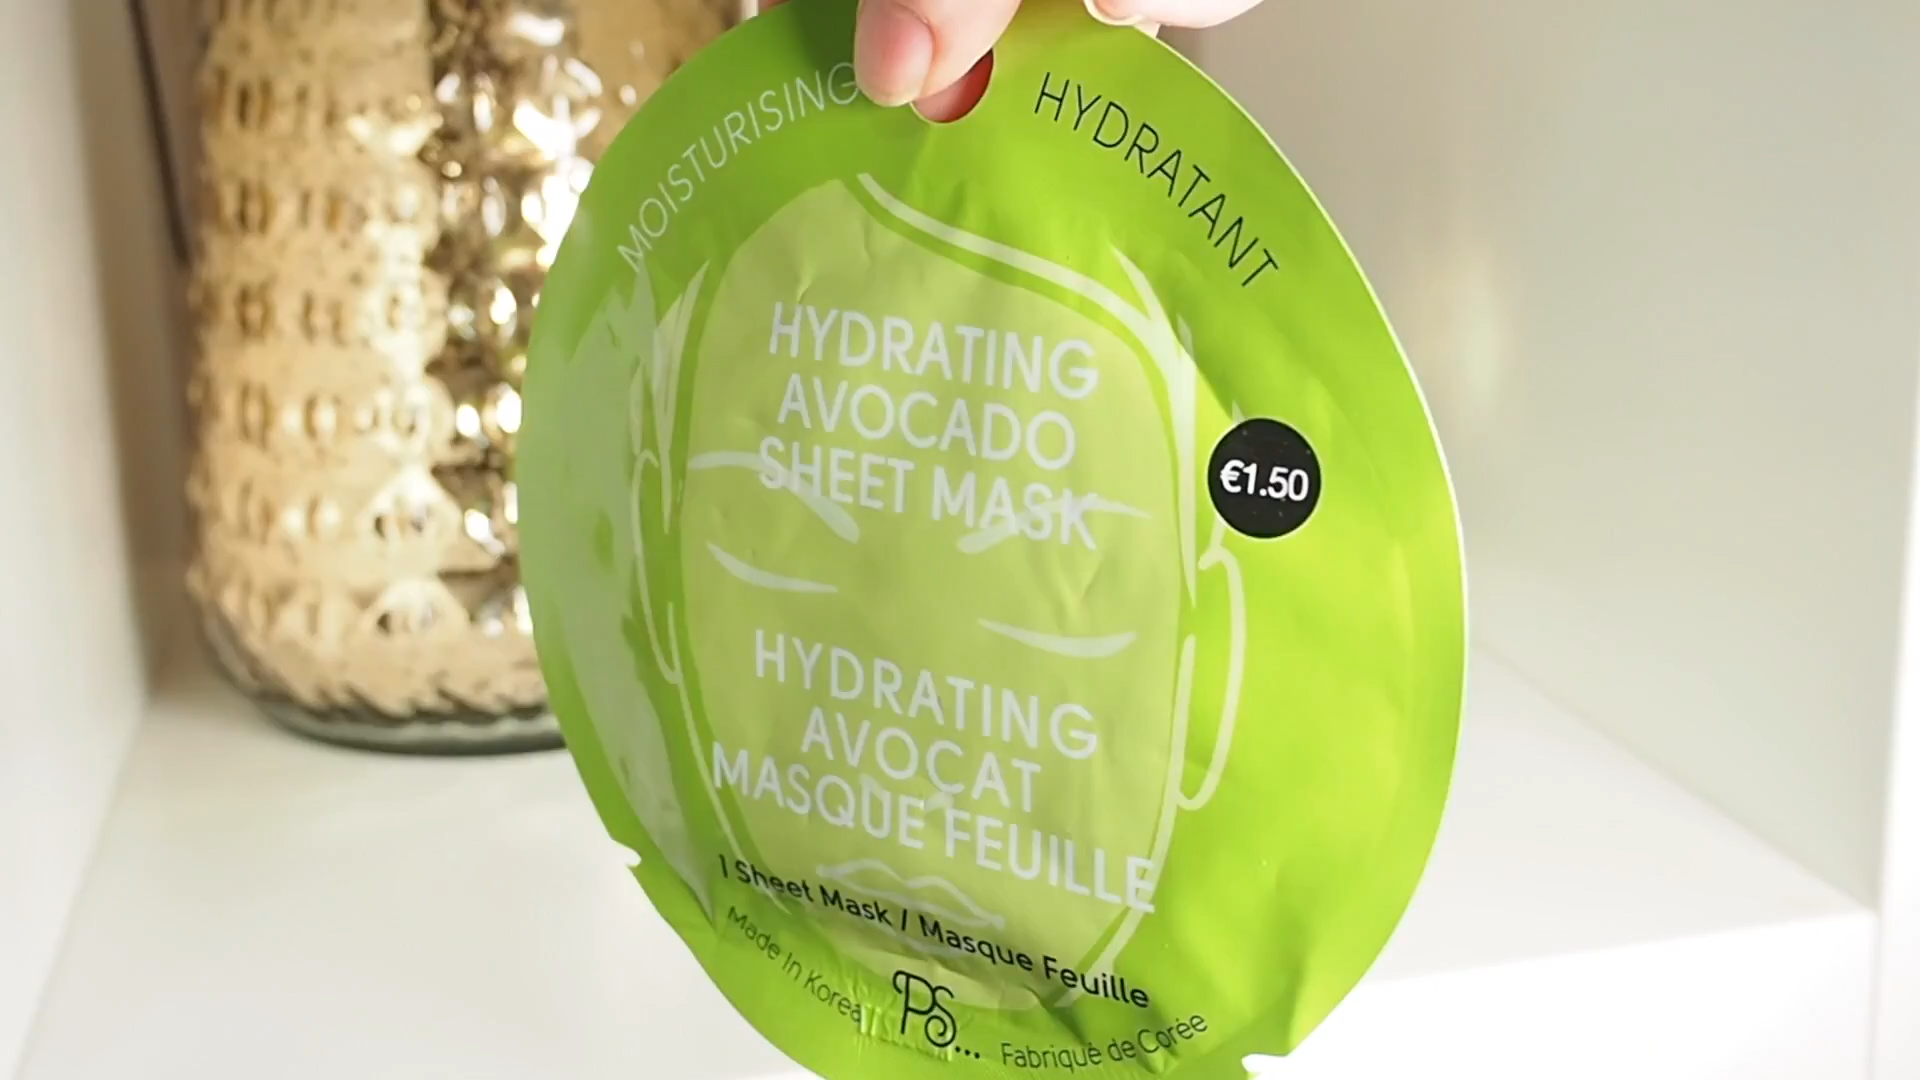 MOISTURISING
HYDRATANT
HYDRATING
AVOCADO
SHEET MASK
€1.50
HYDRATING
AVOCAT
MASQUE FEUILLE
1 Sheet Mask / Masque Feuille
Made In Korea
PS...
Fabriqué de Corée